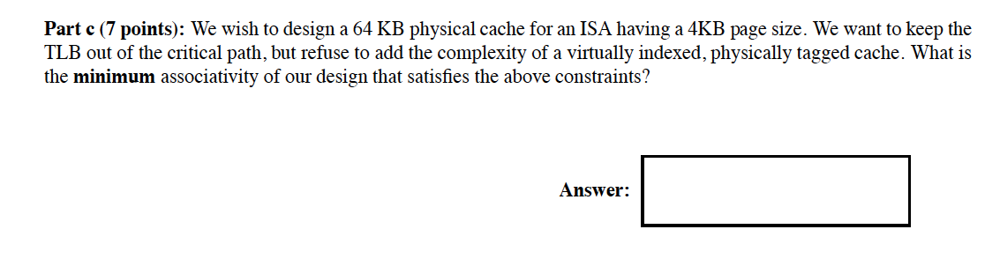 Part c (7 points): We wish to design a 64 KB physical cache for an ISA having a 4KB page size. We want to keep the
TLB out of the critical path, but refuse to add the complexity of a virtually indexed, physically tagged cache. What is
the minimum associativity of our design that satisfies the above constraints?
Answer: